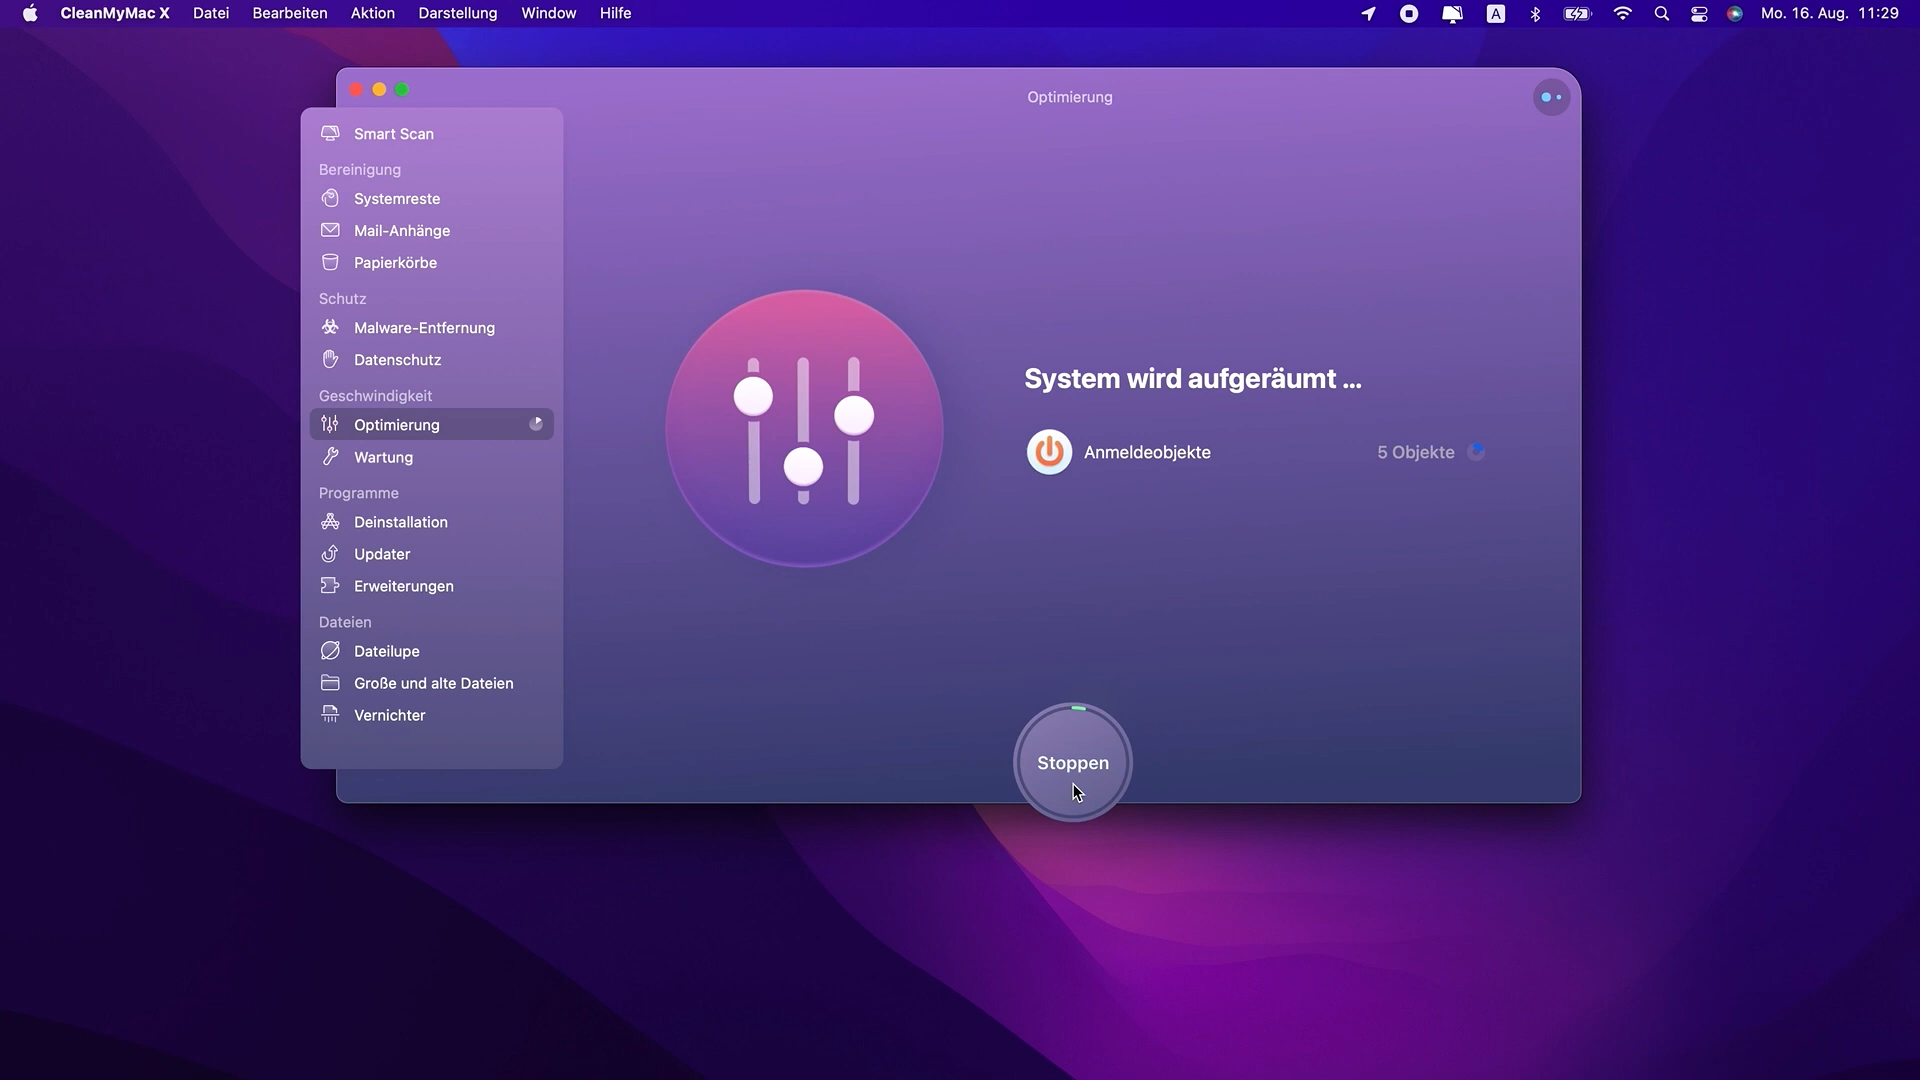 CleanMyMac X Datei Bearbeiten Aktion Darstellung Window Hilfe A Mo. 16. Aug. 11:29
Optimierung
Smart Scan
Bereinigung
Systemreste
Mail-Anhänge
Papierkörbe
Schutz
Malware-Entfernung
Datenschutz
Geschwindigkeit
Optimierung
Wartung
Programme
Deinstallation
Updater
Erweiterungen
Dateien
Dateilupe
Große und alte Dateien
Vernichter
System wird aufgeräumt ...
Anmeldeobjekte 5 Objekte
Stoppen